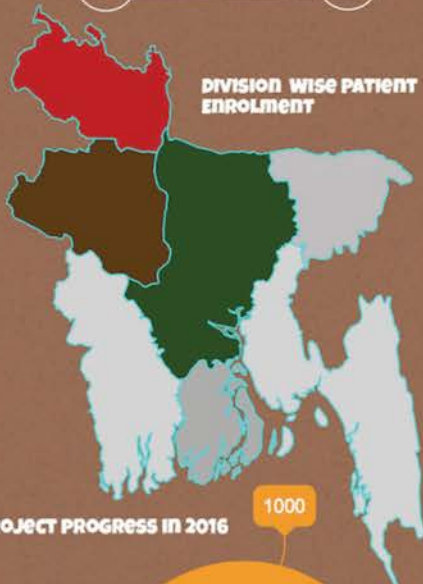 DIVISION WISE PATIENT
ENROLMENT
OJECT PROGRESS IN 2016
1000